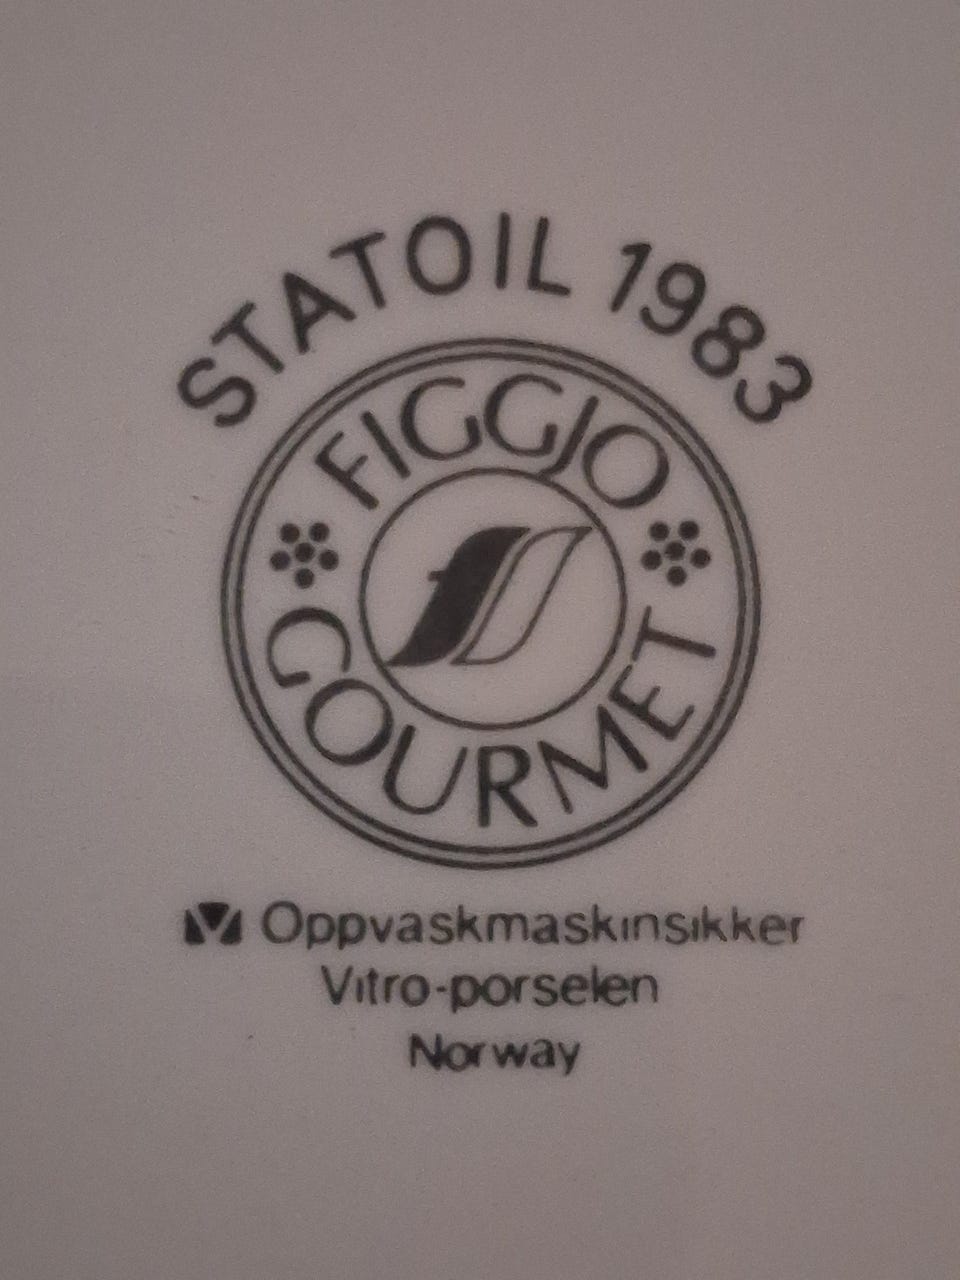 STATOIL 1983
FIGGJO
GOURMET
Oppvaskmaskinsikker
Vitro-porselen
Norway